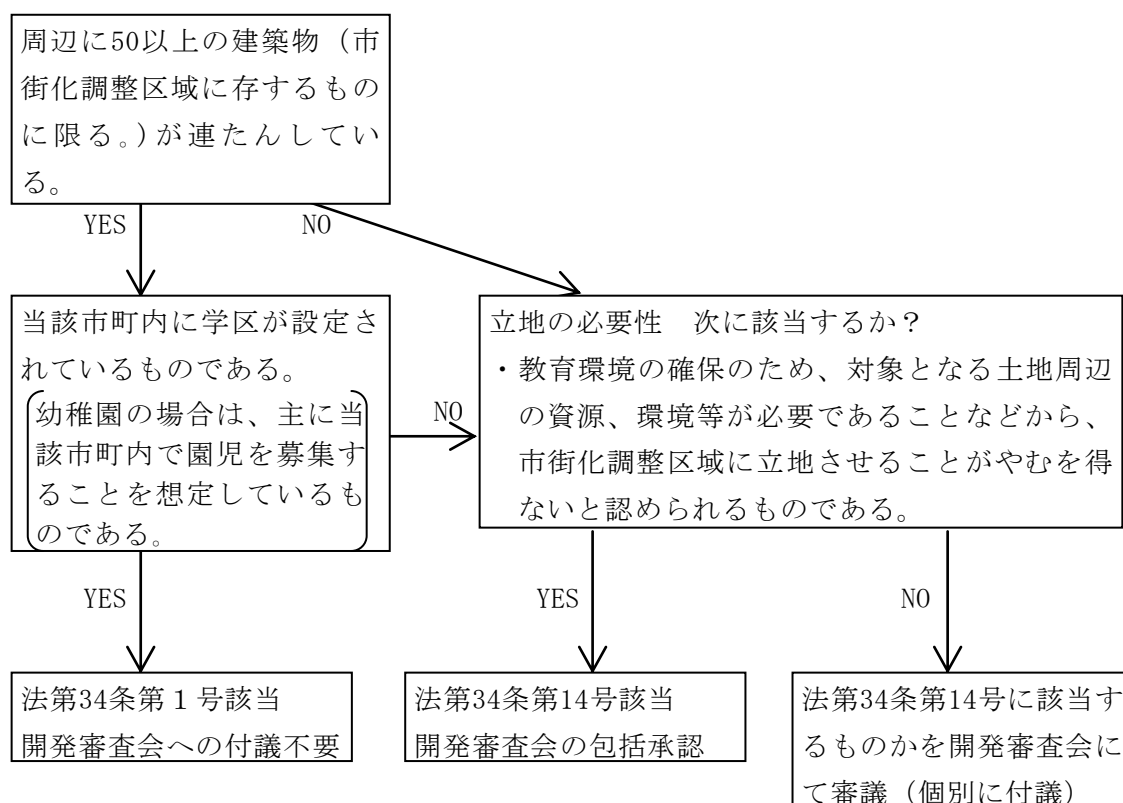 周辺に50以上の建築物（市
街化調整区域に存するもの
に限る。）が連たんしてい
る。
YES
NO
当該市町内に学区が設定さ
れているものである。
幼稚園の場合は、主に当
該市町内で園児を募集す
ることを想定しているも
のである。
NO
立地の必要性　次に該当するか？
・教育環境の確保のため、対象となる土地周辺
の資源、環境等が必要であることなどから、
市街化調整区域に立地させることがやむを得
ないと認められるものである。
YES
YES
NO
法第34条第１号該当
開発審査会への付議不要
法第34条第14号該当
開発審査会の包括承認
法第34条第14号に該当す
るものかを開発審査会に
て審議（個別に付議）